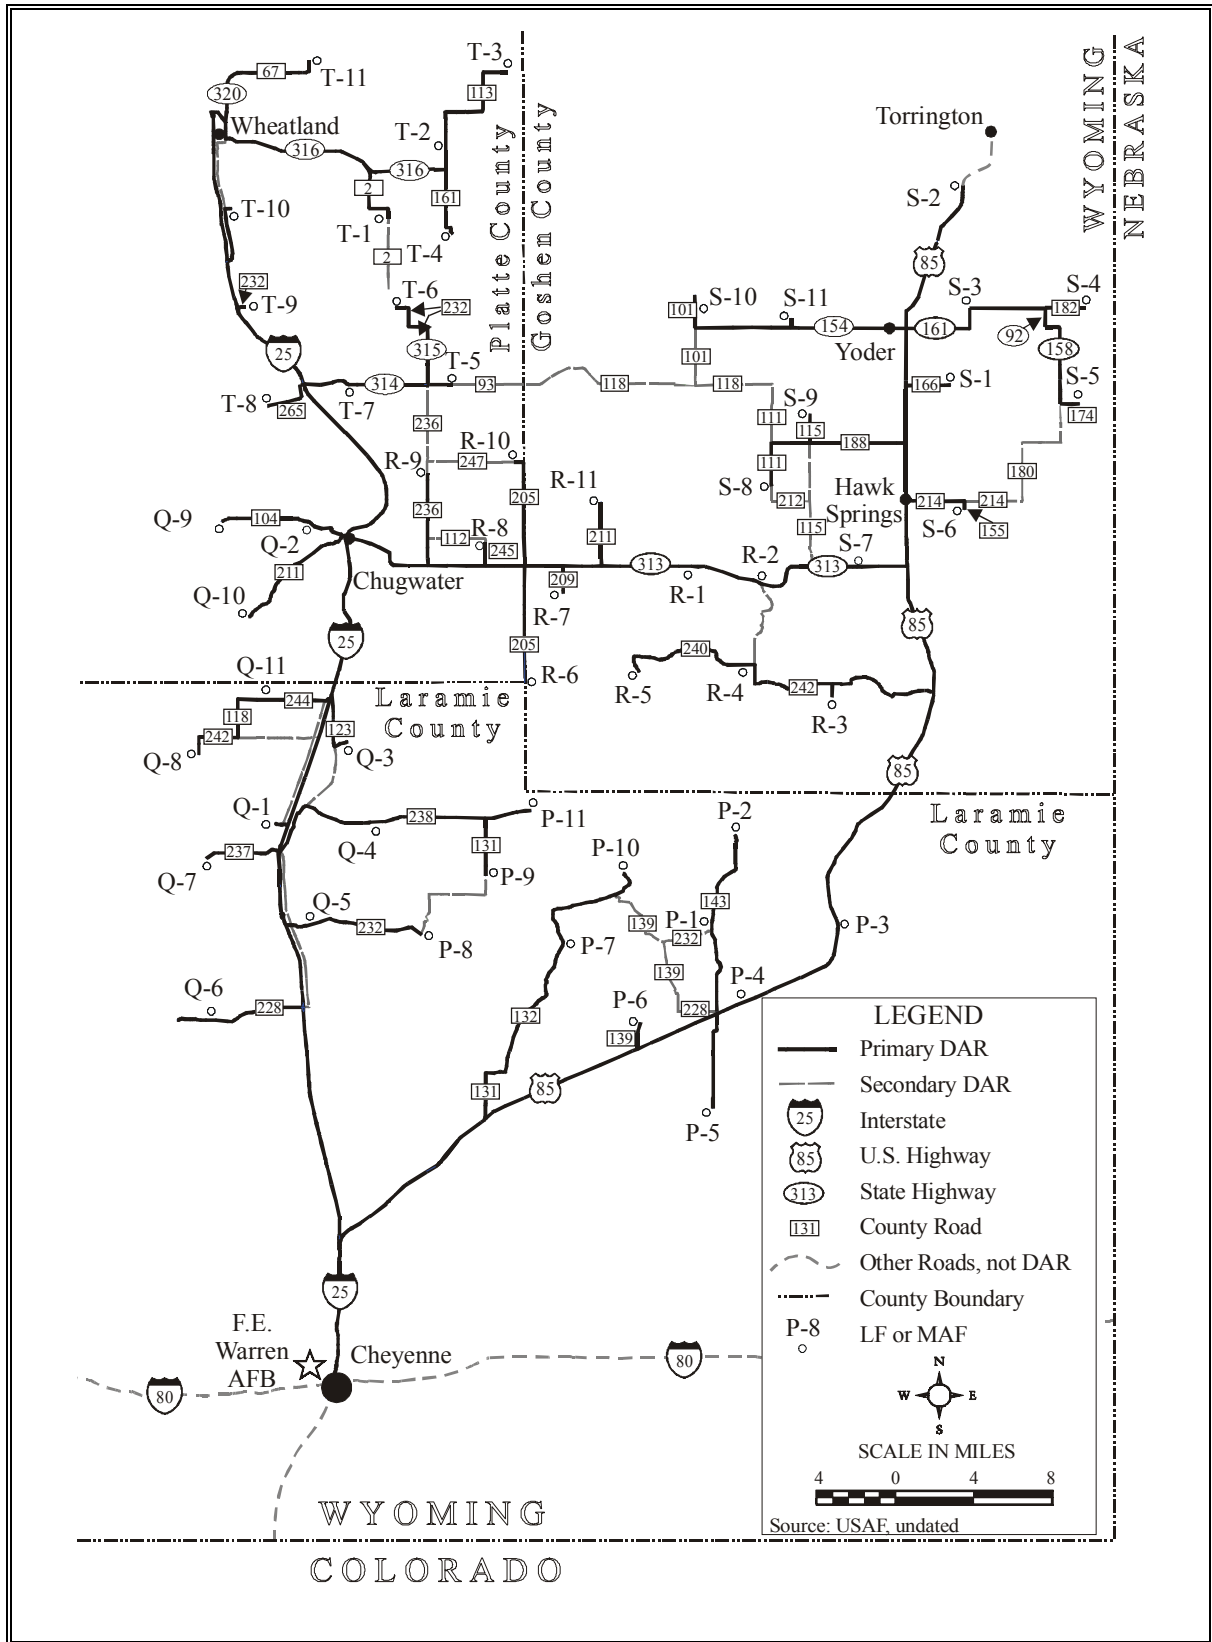 T-3
67
T-11
320
113
WYOMING
NEBRASKA
Platte County
Goshen County
Torrington
Wheatland
T-2
316
316
2
161
S-2
T-10
T-1
2
T-4
85
232
T-9
T-6
232
S-3
S-4
101
S-10
S-11
182
154
161
92
Yoder
315
158
25
T-5
101
314
93
118
118
166
S-1
S-5
T-8
265
T-7
174
236
S-9
111
115
188
R-10
R-9
247
111
180
S-8
Hawk
Springs
205
R-11
212
214
214
Q-9
104
236
S-6
155
Q-2
112
R-8
245
211
115
R-2
S-7
211
Chugwater
313
313
209
Q-10
R-1
R-7
25
85
205
240
Q-11
R-6
R-5
R-4
242
Laramie
County
244
118
123
R-3
242
Q-8
Q-3
85
Q-1
238
P-11
P-2
Laramie
County
237
Q-4
131
P-10
Q-7
P-9
143
Q-5
139
P-1
232
232
P-3
P-8
P-7
139
P-4
Q-6
P-6
228
228
132
139
131
85
P-5
LEGEND
Primary DAR
Secondary DAR
25
Interstate
85
U.S. Highway
313
State Highway
131
County Road
Other Roads, not DAR
County Boundary
P-8
LF or MAF
N
W
E
S
SCALE IN MILES
4
0
4
8
Source: USAF, undated
25
F.E.
Warren
AFB
Cheyenne
80
80
WYOMING
COLORADO